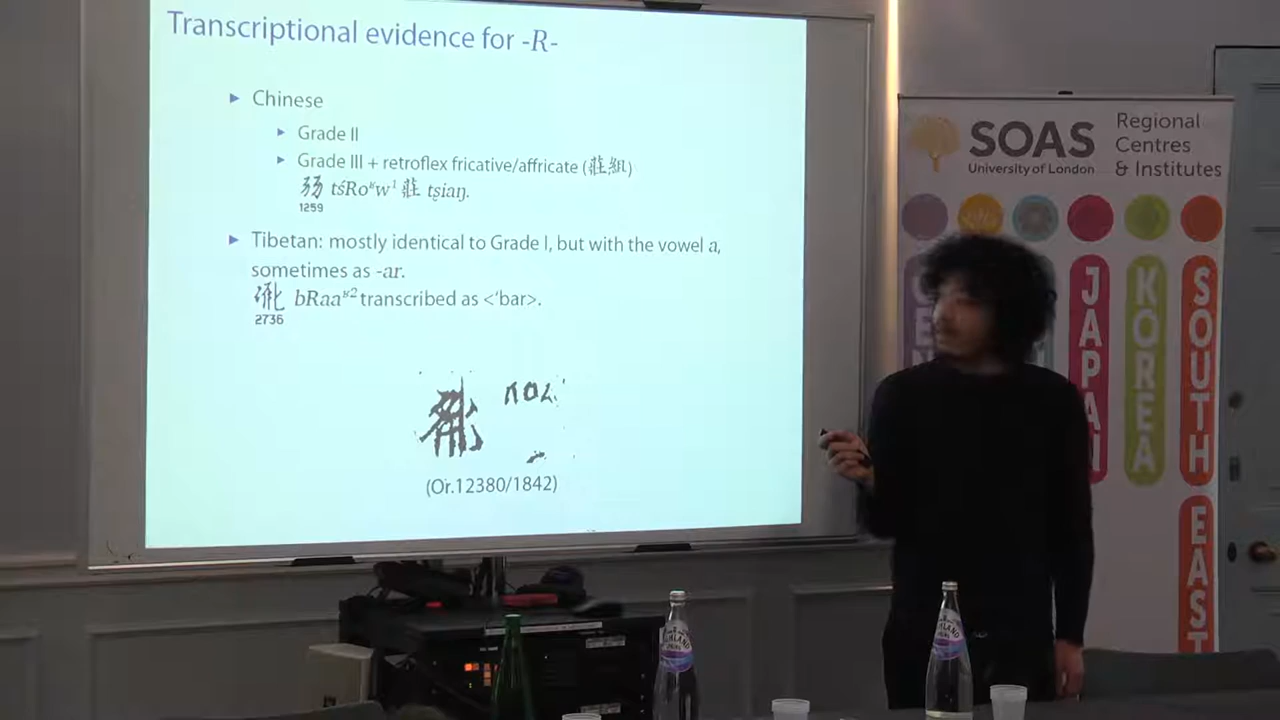 Transcriptional evidence for -R-
▶ Chinese
▶ Grade II
▶ Grade III + retroflex fricative/affricate (莊組)
tśRoʶw¹ 莊 tʂiaŋ.
1259
▶ Tibetan: mostly identical to Grade I, but with the vowel a,
sometimes as -ar.
bRaaʶ² transcribed as <'bar>.
2736
(Or.12380/1842)
SOAS
University of London
Regional
Centres
& Institutes
JAPAN
KOREA
SOUTH
EAST